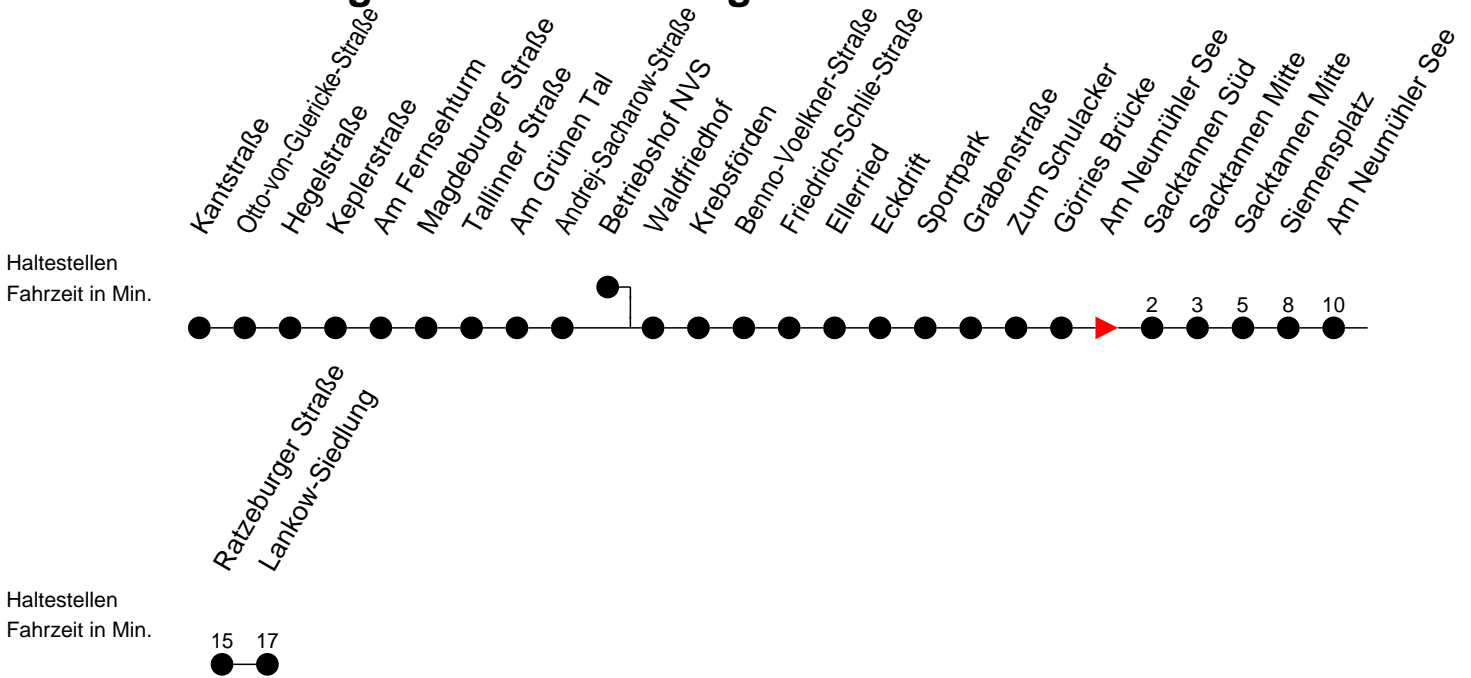 Kantstraße
Otto-von-Guericke-Straße
Hegelstraße
Keplerstraße
Am Fernsehturm
Magdeburger Straße
Tallinner Straße
Am Grünen Tal
Andrej-Sacharow-Straße
Betriebshof NVS
Waldfriedhof
Krebsförden
Benno-Voelkner-Straße
Friedrich-Schlie-Straße
Ellerried
Eckdrift
Sportpark
Grabenstraße
Zum Schulacker
Görries Brücke
Am Neumühler See
Sacktannen Süd
Sacktannen Mitte
Sacktannen Mitte
Siemensplatz
Am Neumühler See
Haltestellen
Fahrzeit in Min.
2 3 5 8 10
Ratzeburger Straße
Lankow-Siedlung
Haltestellen
Fahrzeit in Min.
15 17